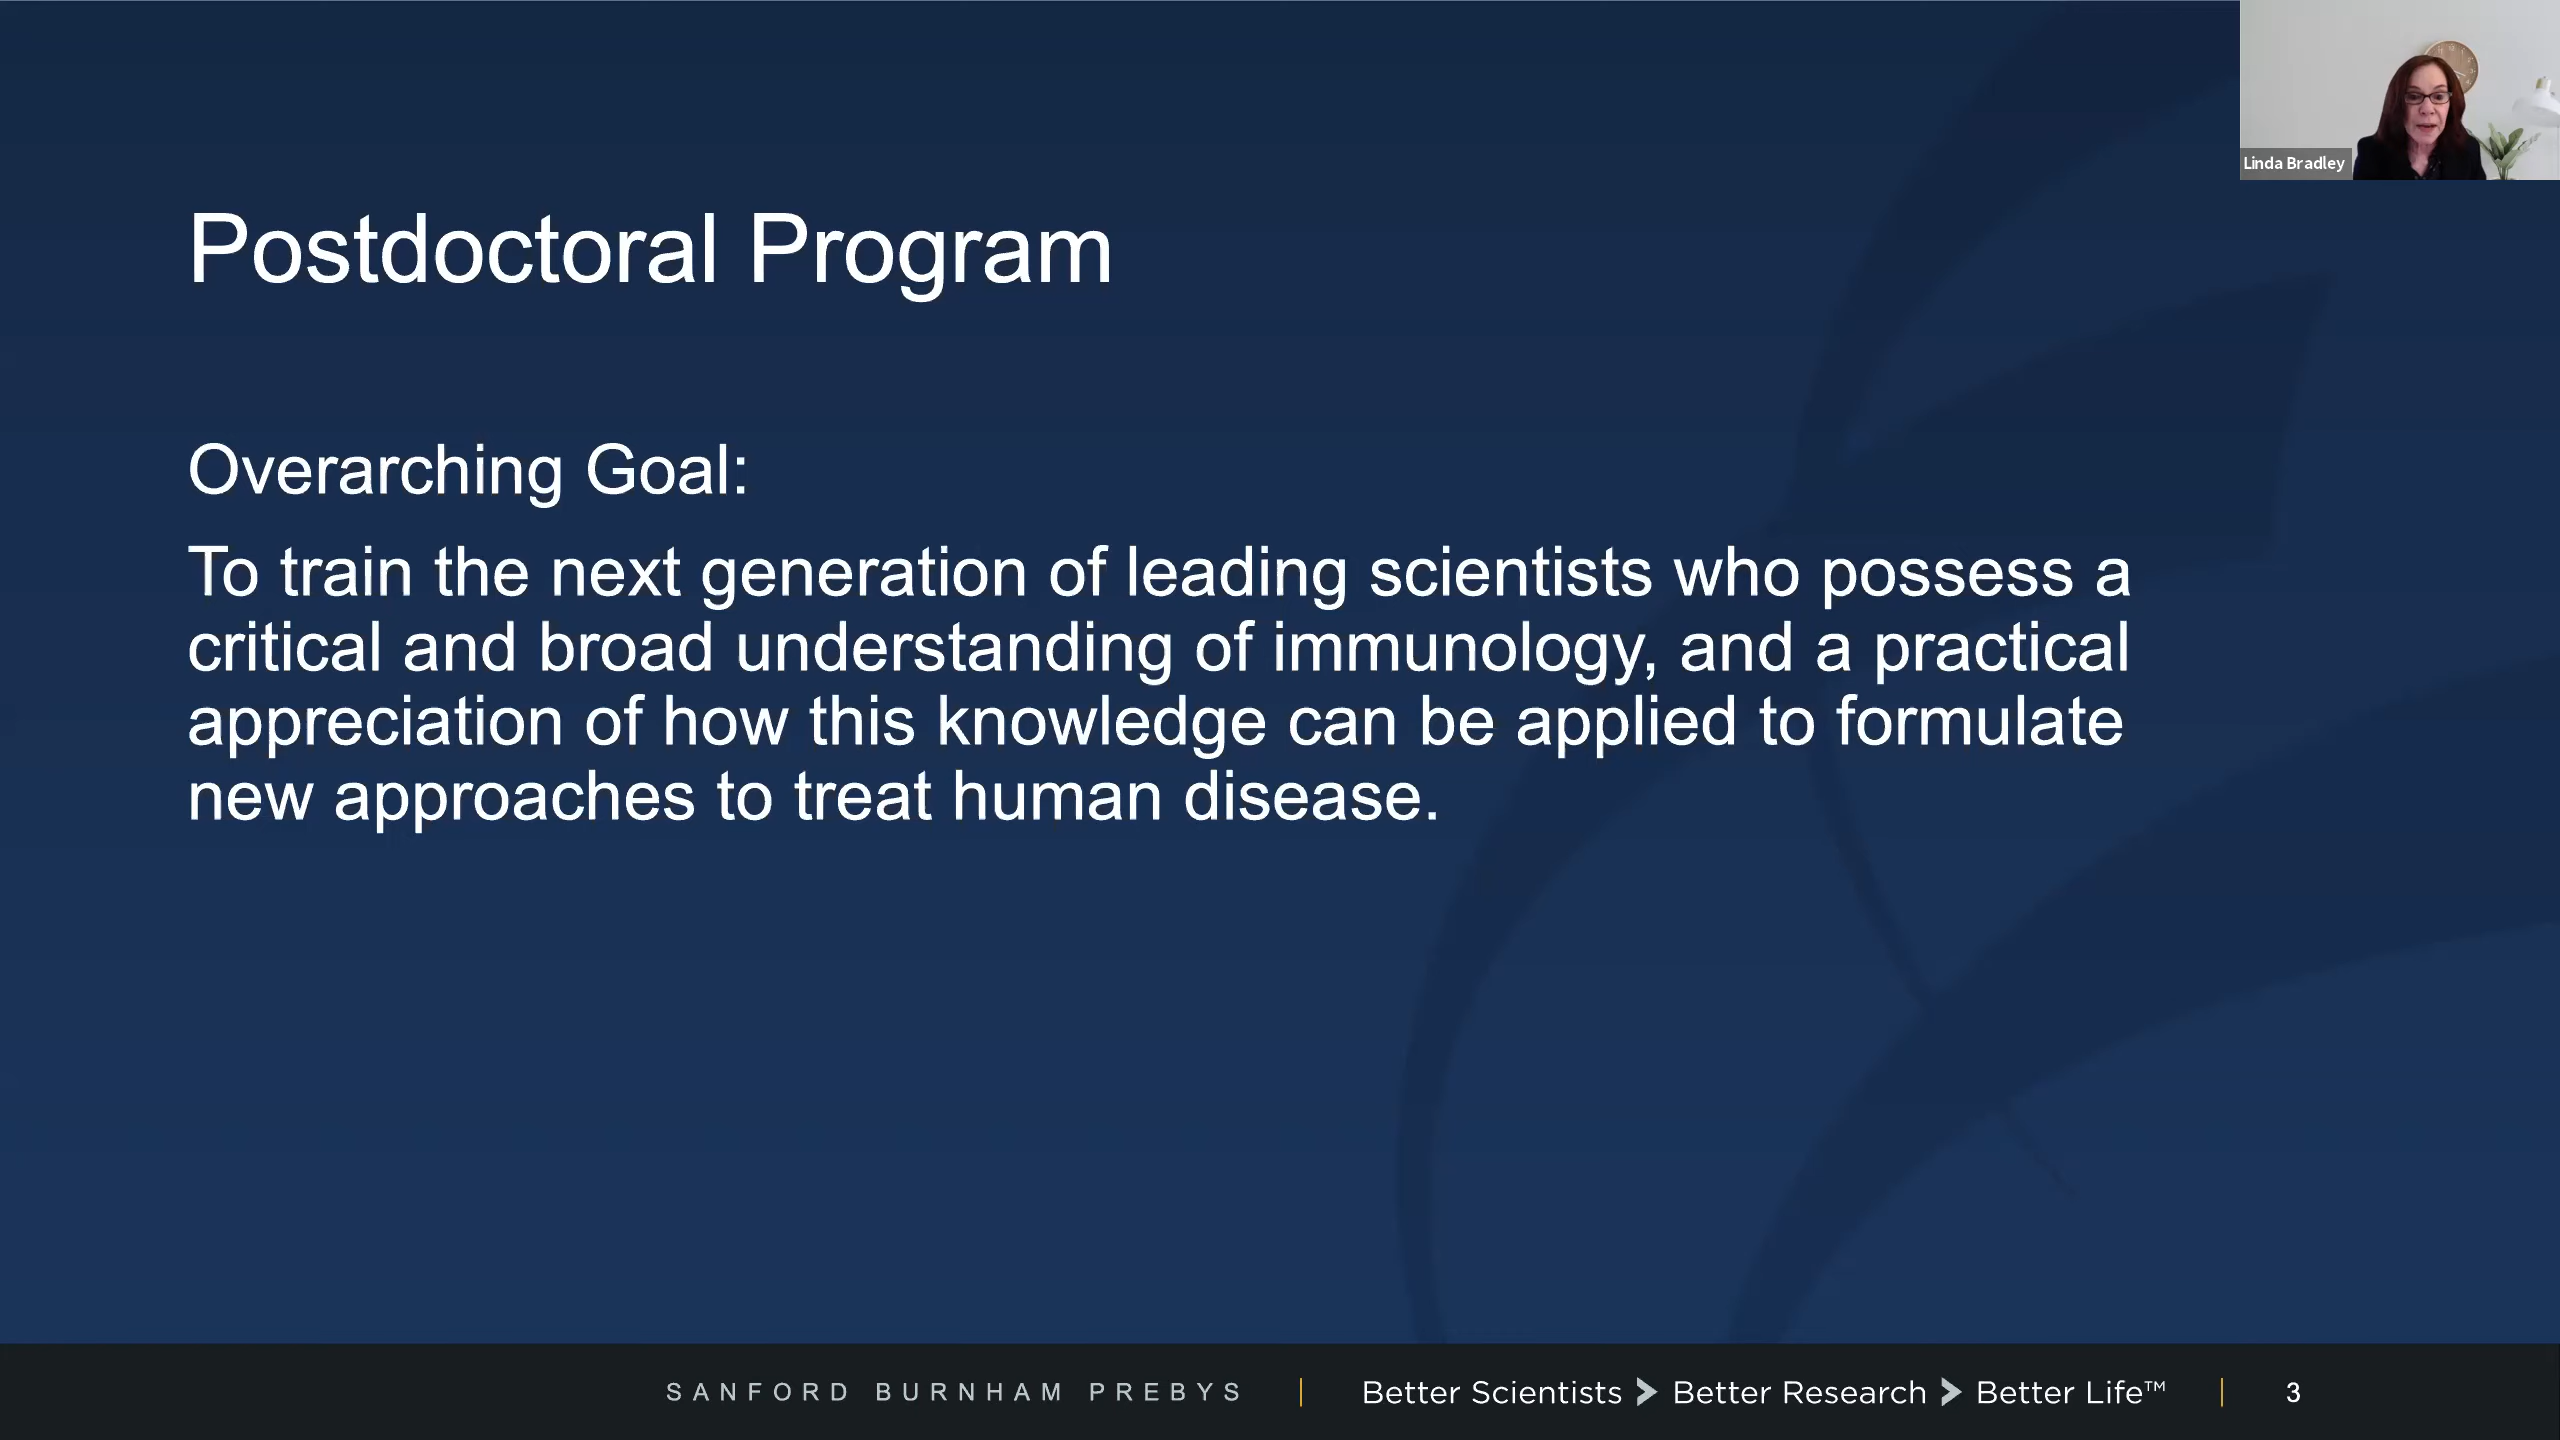 Linda Bradley
Postdoctoral Program
Overarching Goal:
To train the next generation of leading scientists who possess a
critical and broad understanding of immunology, and a practical
appreciation of how this knowledge can be applied to formulate
new approaches to treat human disease.
SANFORD BURNHAM PREBYS | Better Scientists > Better Research > Better Life™ | 3